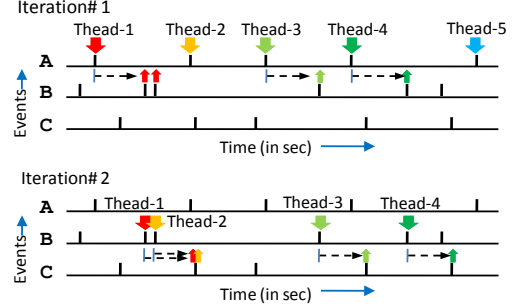 Iteration# 1
Thead-1 Thead-2 Thead-3 Thead-4 Thead-5
A
B
C
Events
Time (in sec)
Iteration# 2
Thead-1
Thead-2
Thead-3 Thead-4
A
B
C
Events
Time (in sec)